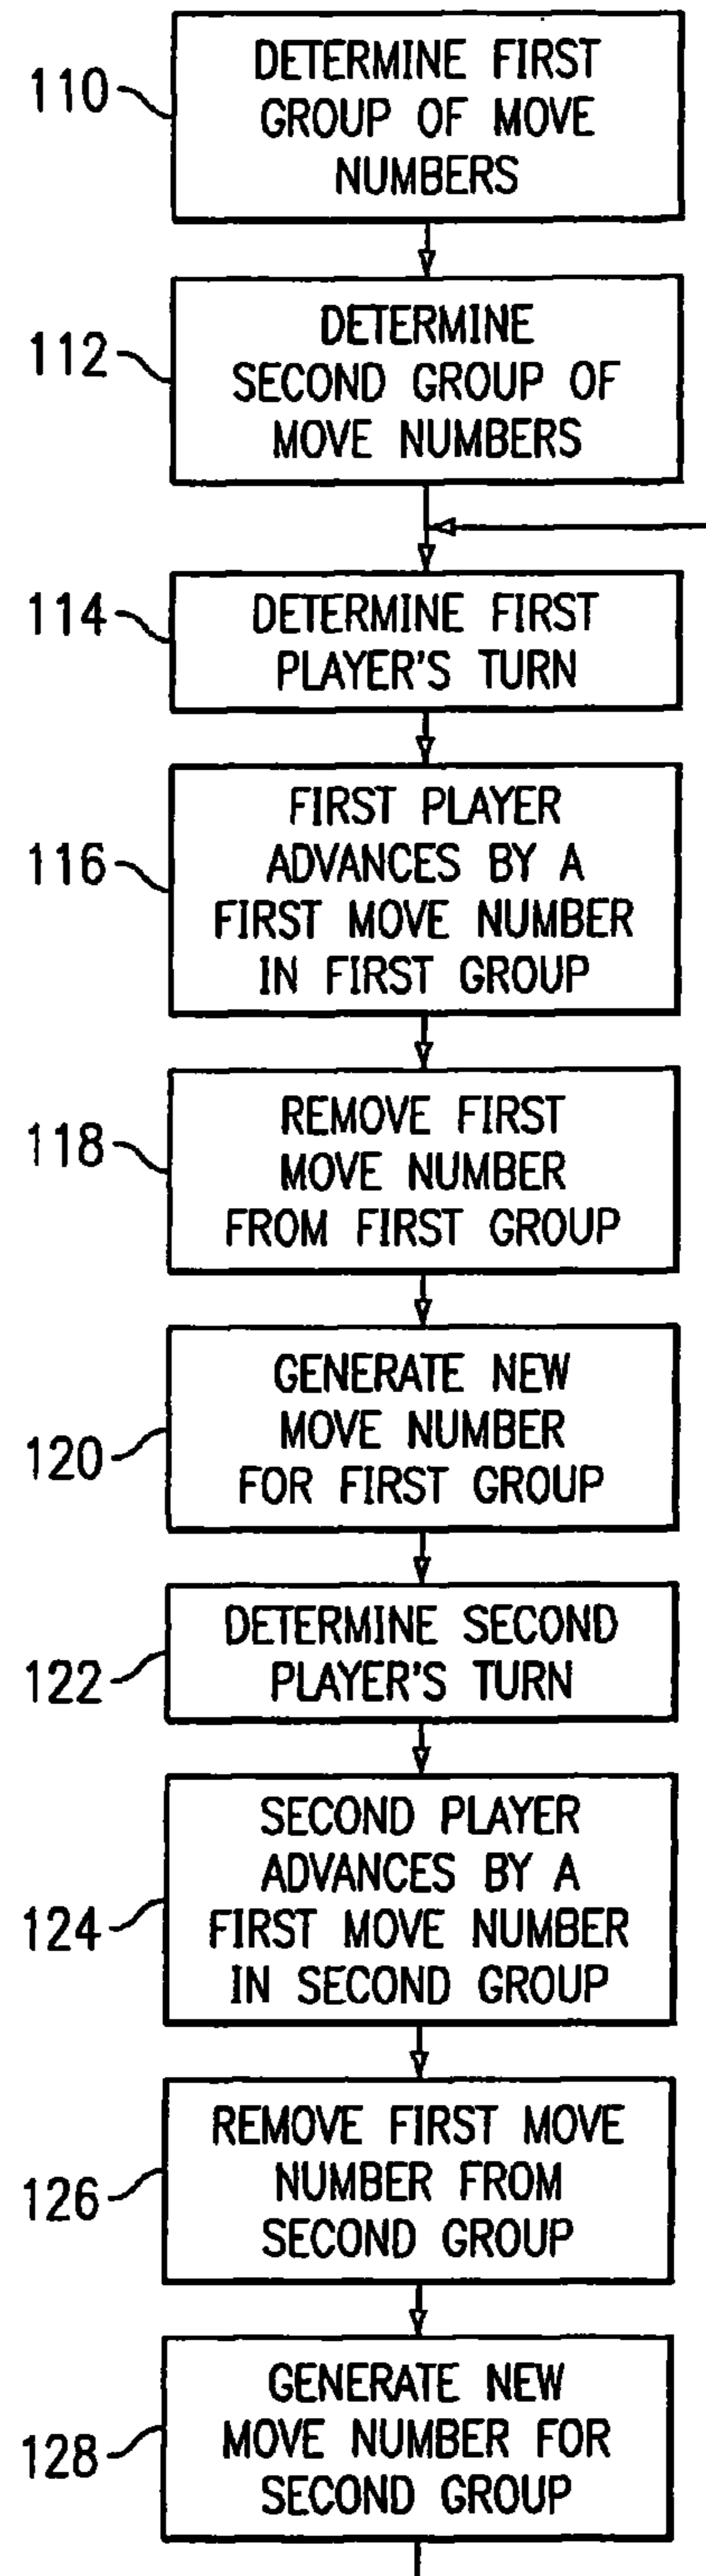 110
DETERMINE FIRST
GROUP OF MOVE
NUMBERS
112
DETERMINE
SECOND GROUP OF
MOVE NUMBERS
114
DETERMINE FIRST
PLAYER'S TURN
116
FIRST PLAYER
ADVANCES BY A
FIRST MOVE NUMBER
IN FIRST GROUP
118
REMOVE FIRST
MOVE NUMBER
FROM FIRST GROUP
120
GENERATE NEW
MOVE NUMBER
FOR FIRST GROUP
122
DETERMINE SECOND
PLAYER'S TURN
124
SECOND PLAYER
ADVANCES BY A
FIRST MOVE NUMBER
IN SECOND GROUP
126
REMOVE FIRST MOVE
NUMBER FROM
SECOND GROUP
128
GENERATE NEW
MOVE NUMBER FOR
SECOND GROUP